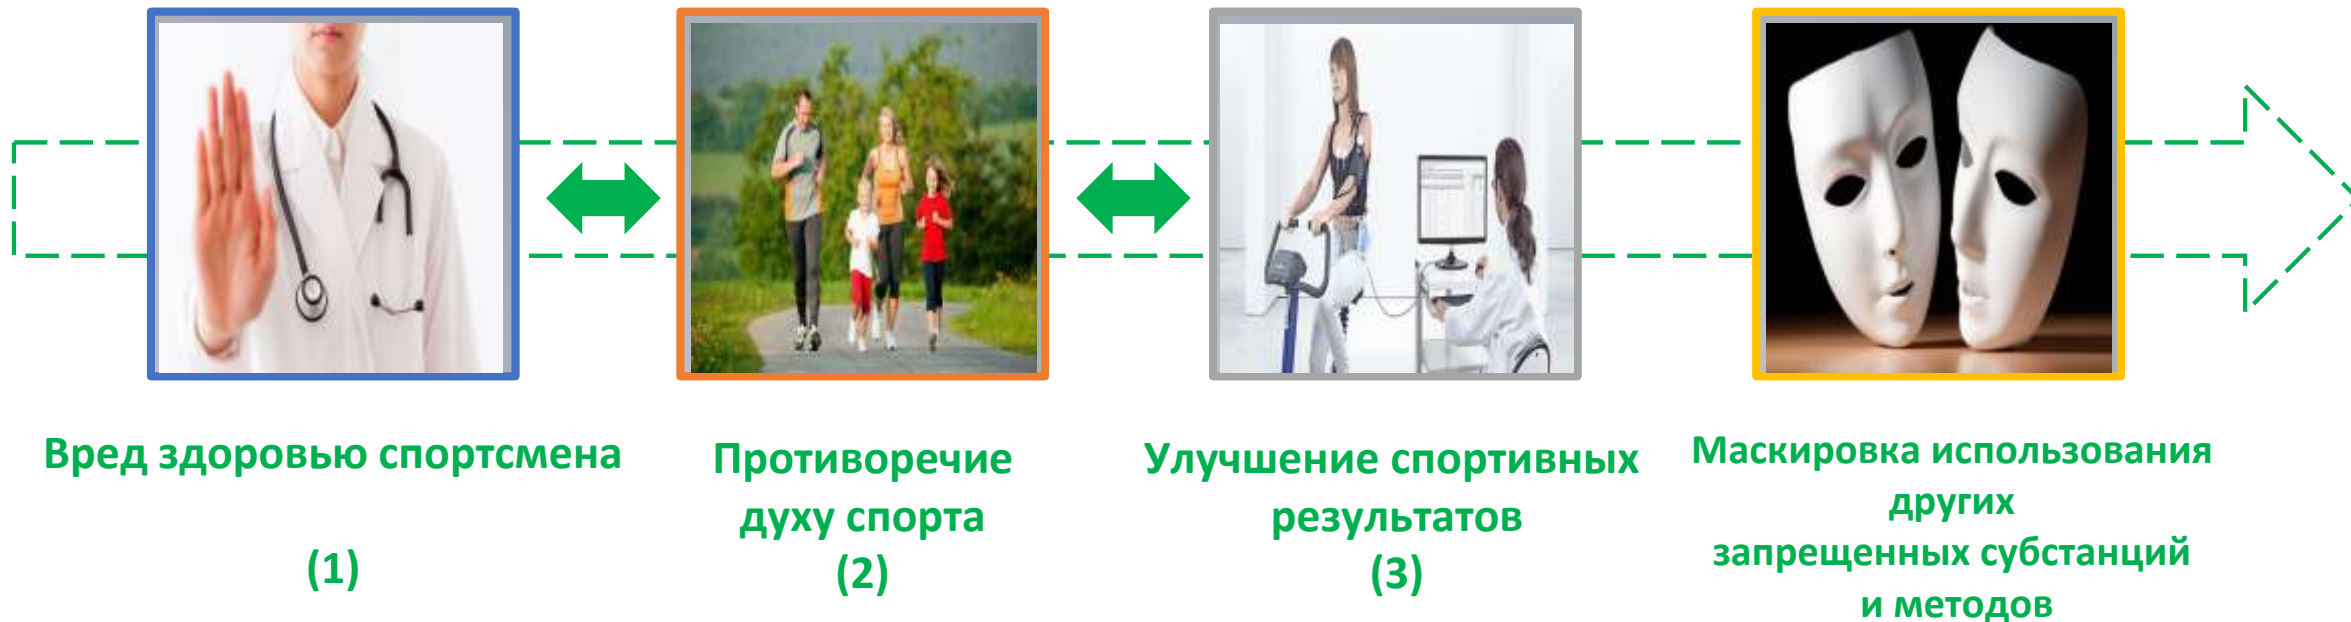 Вред здоровью спортсмена
(1)
Противоречие
духу спорта
(2)
Улучшение спортивных
результатов
(3)
Маскировка использования
других
запрещенных субстанций
и методов